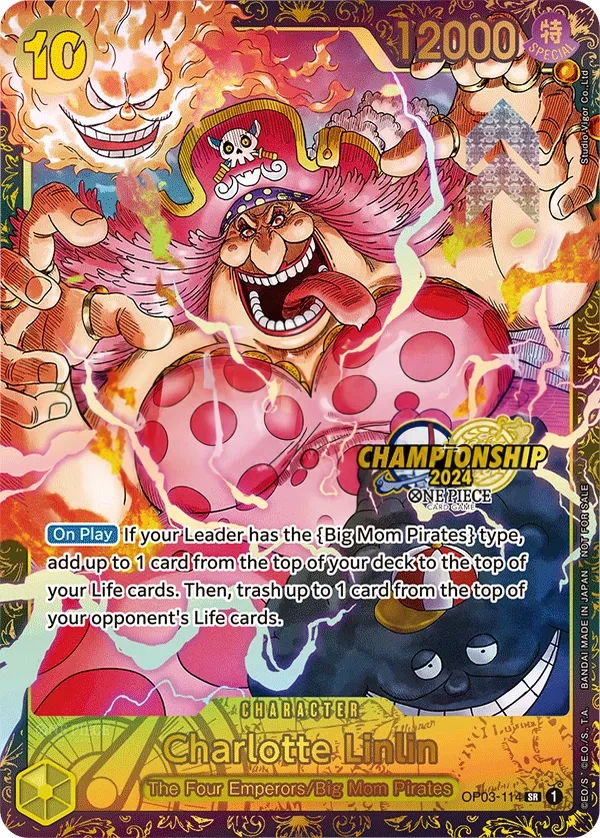 10
12000
特
SPECIAL
Studio Vigor Co.,Ltd
CHAMPIONSHIP
2024
ONE PIECE
CARD GAME
On Play If your Leader has the {Big Mom Pirates} type,
add up to 1 card from the top of your deck to the top of
your Life cards. Then, trash up to 1 card from the top of
your opponent's Life cards.
BANDAI MADE IN JAPAN NOT FOR SALE
©E.O./S ©E.O./S., T.A.
CHARACTER
Charlotte Linlin
The Four Emperors/Big Mom Pirates
OP03-114 SR 1